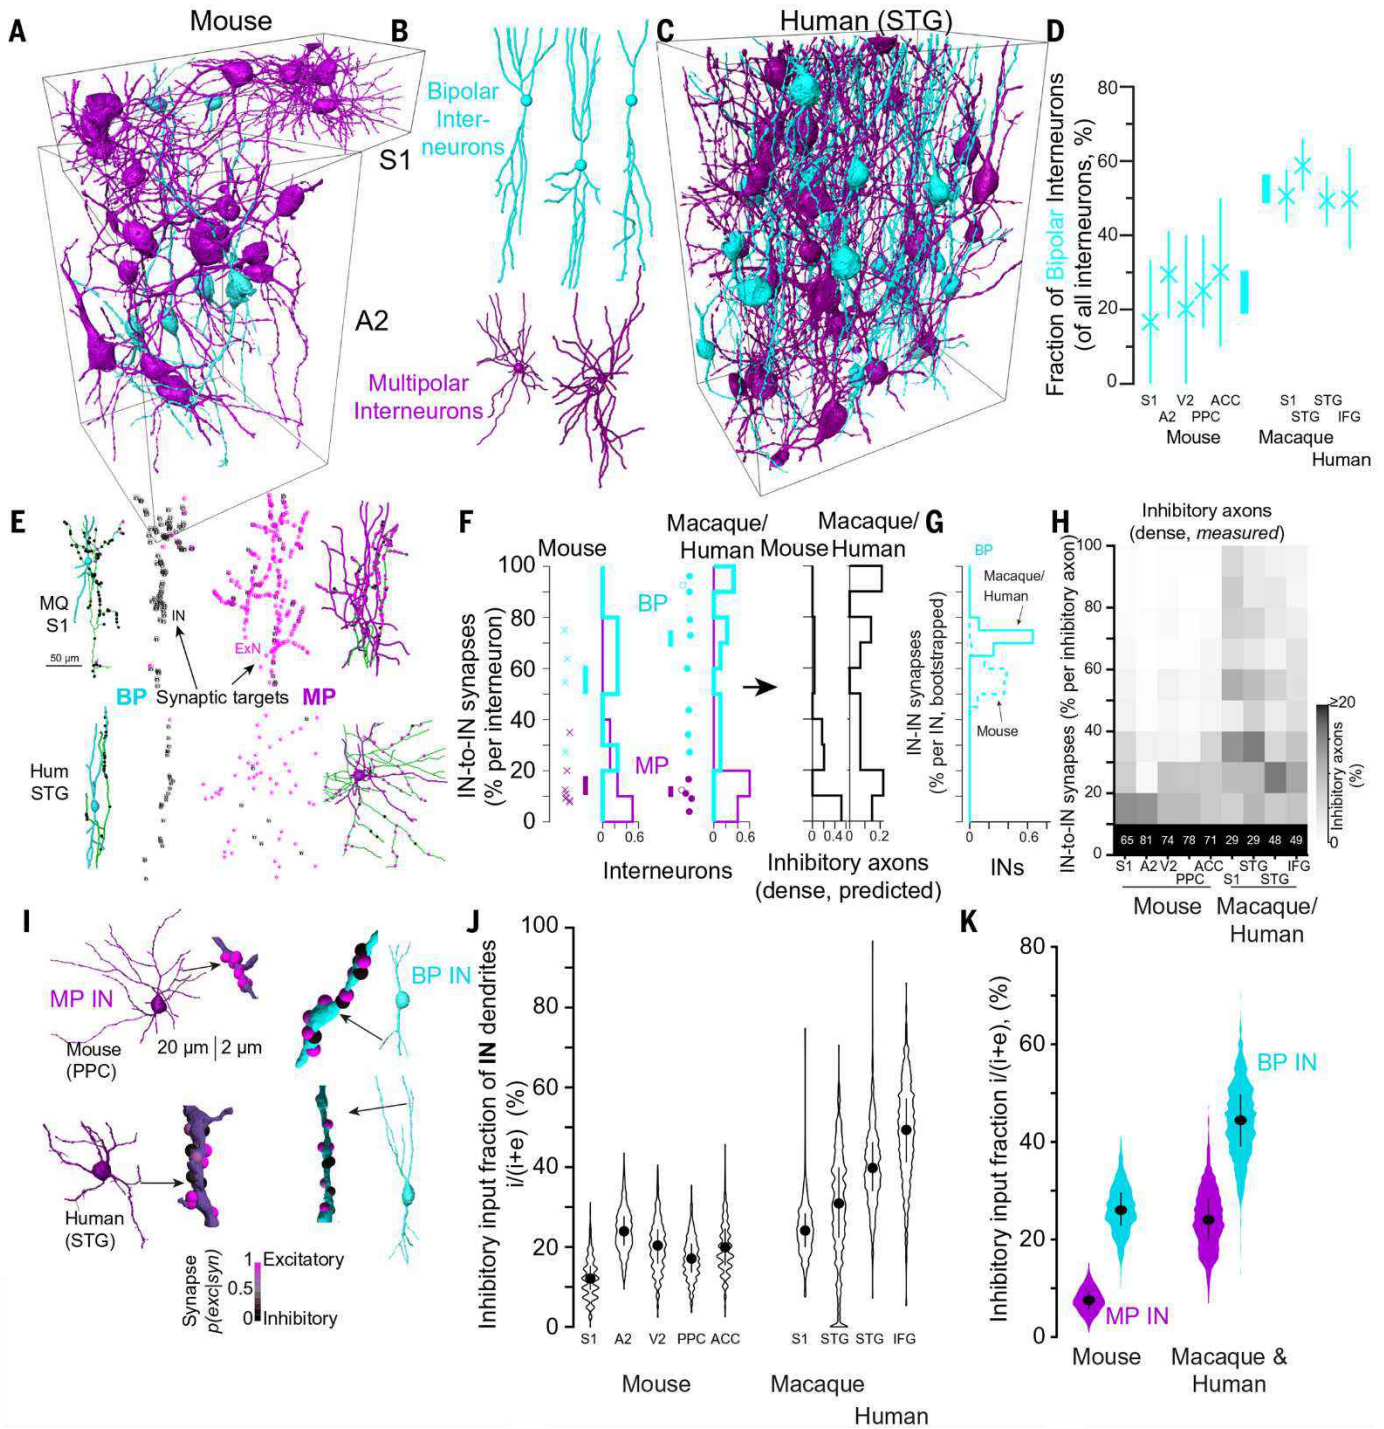 A
Mouse
S1
A2
B
Bipolar
Inter-
neurons
Multipolar
Interneurons
C
Human (STG)
D
Fraction of Bipolar Interneurons
(of all interneurons, %)
80
60
40
20
0
S1 V2 ACC
A2 PPC
Mouse
S1 STG
STG IFG
Macaque
Human
E
MQ
S1
50 µm
IN
ExN
BP
Synaptic targets
MP
Hum
STG
F
Mouse
Macaque/
Human
Mouse
Macaque/
Human
IN-to-IN synapses
(% per interneuron)
100
80
60
40
20
0
BP
MP
0 0.6
0 0.6
0 0.4
0 0.2
Interneurons
Inhibitory axons
(dense, predicted)
G
BP
Macaque/
Human
Mouse
IN-IN synapses
(% per IN, bootstrapped)
0 0.6
INs
H
Inhibitory axons
(dense, measured)
IN-to-IN synapses (% per inhibitory axon)
100
80
60
40
20
0
65 81 74 78 71 29 29 48 49
S1 A2 V2 ACC STG IFG
PPC S1 STG
Mouse
Macaque/
Human
≥20
0
Inhibitory axons
(%)
I
MP IN
Mouse
(PPC)
20 µm | 2 µm
BP IN
Human
(STG)
Synapse
p(exc|syn)
1
0.5
0
Excitatory
Inhibitory
J
Inhibitory input fraction of IN dendrites
i/(i+e) (%)
100
80
60
40
20
0
S1 A2 V2 PPC ACC S1 STG STG IFG
Mouse
Macaque
Human
K
Inhibitory input fraction i/(i+e), (%)
80
60
40
20
0
BP IN
MP IN
Mouse
Macaque &
Human